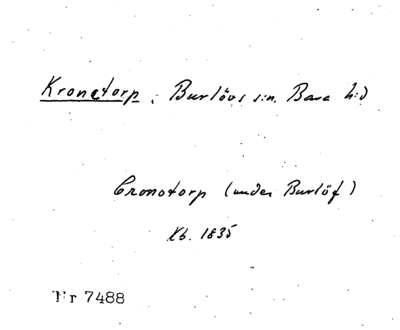 Kronetorp, Burlövs s:n. Bara h:d
Cronotorp (under Burlöf)
Kb. 1835
Nr 7488